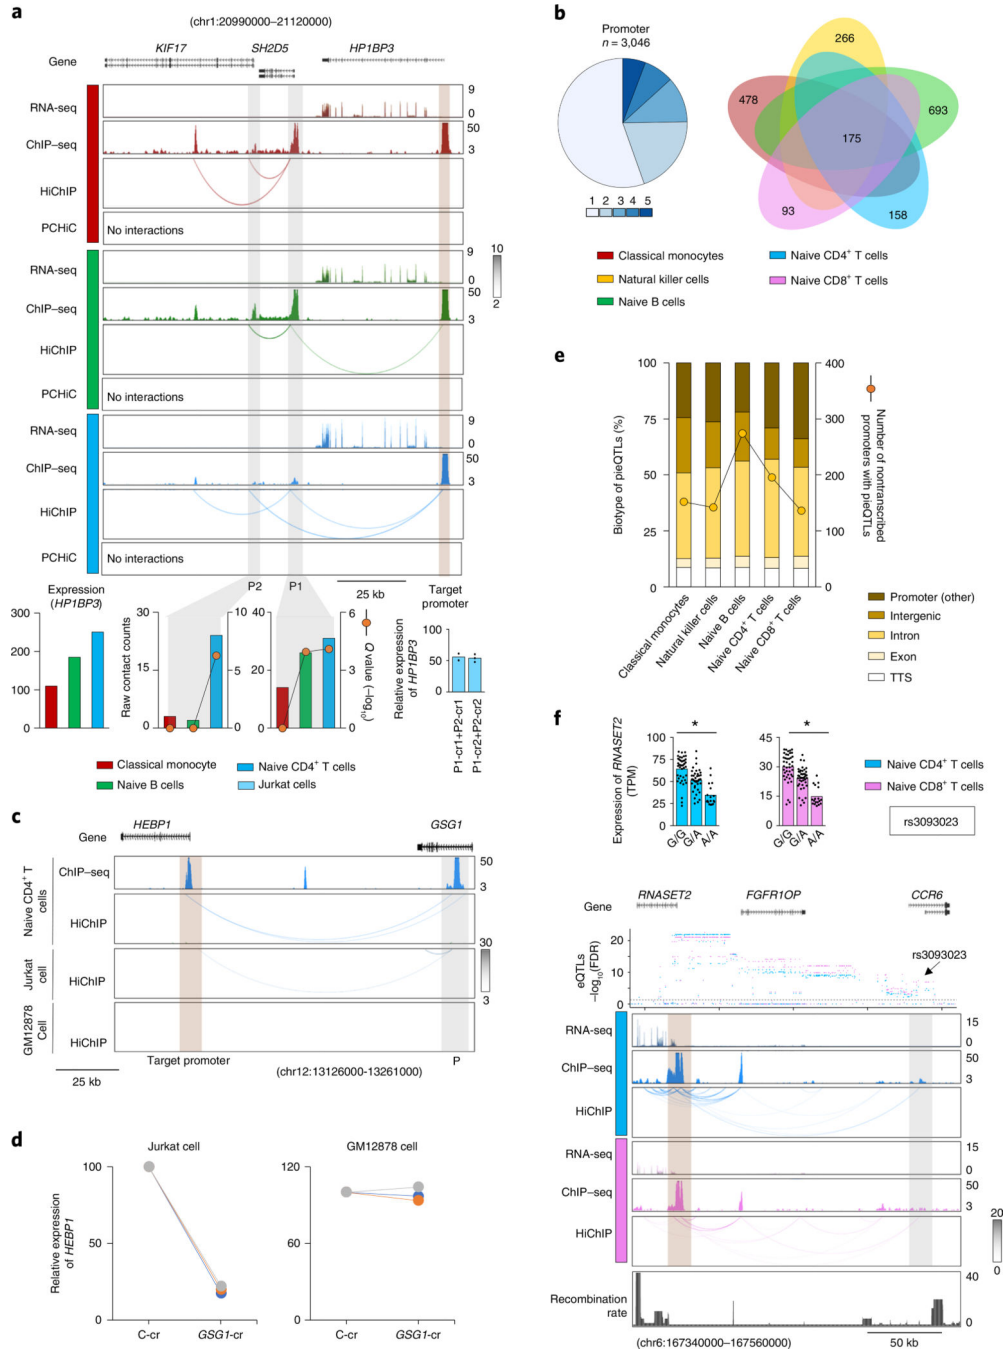 a
(chr1:20990000–21120000)
KIF17 SH2D5 HP1BP3
Gene
RNA-seq 9 0
ChIP–seq 50 3
HiChIP
PCHiC No interactions
RNA-seq 9 0
10
2
ChIP–seq 50 3
HiChIP
PCHiC No interactions
RNA-seq 9 0
ChIP–seq 50 3
HiChIP
PCHiC No interactions
P2 P1 25 kb Target promoter
Expression
(HP1BP3)
300
200
100
0
Raw contact counts
30
15
0
10
5
0
40
20
0
6
3
0
Q value (–log10)
Relative expression
of HP1BP3
100
50
0
P1-cr1+P2-cr1
P1-cr2+P2-cr2
Classical monocyte
Naive B cells
Naive CD4+ T cells
Jurkat cells
b
Promoter
n = 3,046
1 2 3 4 5
266
478
693
175
93
158
Classical monocytes
Natural killer cells
Naive B cells
Naive CD4+ T cells
Naive CD8+ T cells
c
HEBP1 GSG1
Gene
Naive CD4+ T
cells
ChIP–seq 50 3
HiChIP
30
3
Jurkat
cell
HiChIP
GM12878
Cell
HiChIP
Target promoter P
25 kb
(chr12:13126000-13261000)
d
Jurkat cell
Relative expression
of HEBP1
100
50
0
C-cr GSG1-cr
GM12878 cell
120
60
0
C-cr GSG1-cr
e
Biotype of pieQTLs (%)
100
75
50
25
0
400
300
200
100
0
Number of nontranscribed
promoters with pieQTLs
Classical monocytes
Natural killer cells
Naive B cells
Naive CD4+ T cells
Naive CD8+ T cells
Promoter (other)
Intergenic
Intron
Exon
TTS
f
Expression of RNASET2
(TPM)
100
75
50
25
0
*
G/G G/A A/A
45
30
15
0
*
G/G G/A A/A
Naive CD4+ T cells
Naive CD8+ T cells
rs3093023
RNASET2 FGFR1OP CCR6
Gene
eQTLs
–log10(FDR)
20
10
0
rs3093023
RNA-seq 15 0
ChIP–seq 50 3
HiChIP
RNA-seq 15 0
ChIP–seq 50 3
HiChIP
20
0
Recombination
rate
40
0
(chr6:167340000–167560000)
50 kb